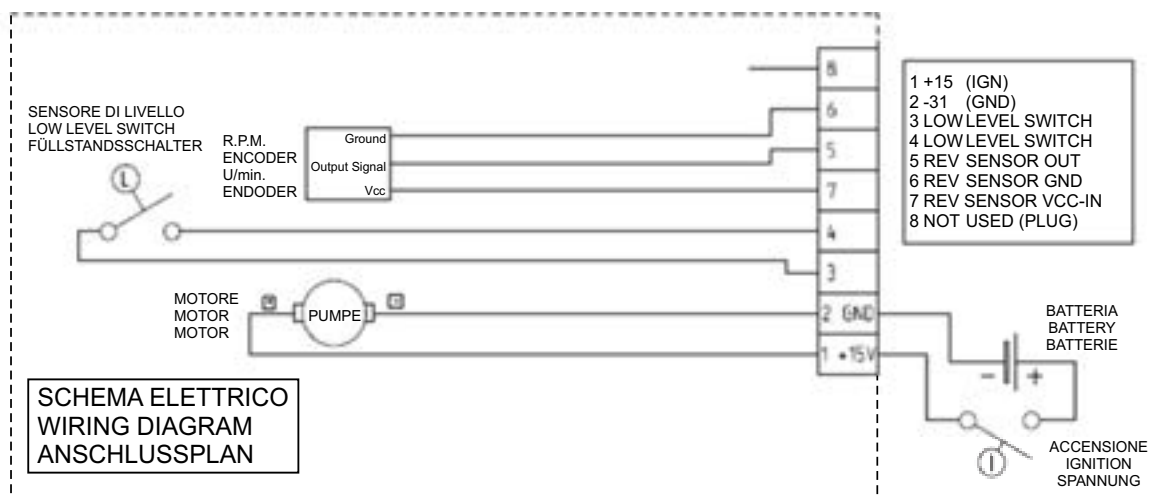 SENSORE DI LIVELLO
LOW LEVEL SWITCH
FÜLLSTANDSSCHALTER
L
R.P.M.
ENCODER
U/min.
ENDODER
Ground
Output Signal
Vcc
8
6
5
7
4
3
2 GND
1 +15V
1 +15 (IGN)
2 -31 (GND)
3 LOW LEVEL SWITCH
4 LOW LEVEL SWITCH
5 REV SENSOR OUT
6 REV SENSOR GND
7 REV SENSOR VCC-IN
8 NOT USED (PLUG)
MOTORE
MOTOR
MOTOR
PUMPE
BATTERIA
BATTERY
BATTERIE
- +
I
ACCENSIONE
IGNITION
SPANNUNG
SCHEMA ELETTRICO
WIRING DIAGRAM
ANSCHLUSSPLAN